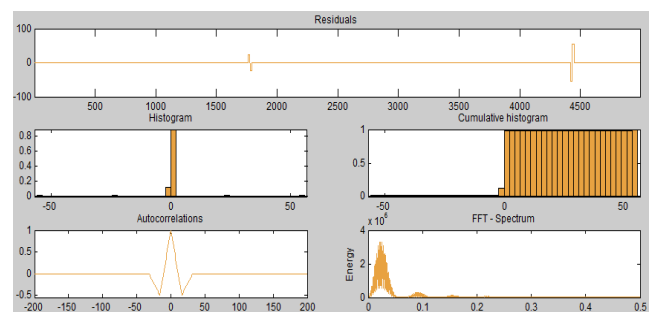 Residuals
100
0
-100
500 1000 1500 2000 2500 3000 3500 4000 4500
Histogram
0.8
0.6
0.4
0.2
0
-50 0 50
Cumulative histogram
1
0.5
0
-50 0 50
Autocorrelations
1
0.5
0
-0.5
-200 -150 -100 -50 0 50 100 150 200
x 10^6
FFT - Spectrum
Energy
4
2
0
0 0.1 0.2 0.3 0.4 0.5